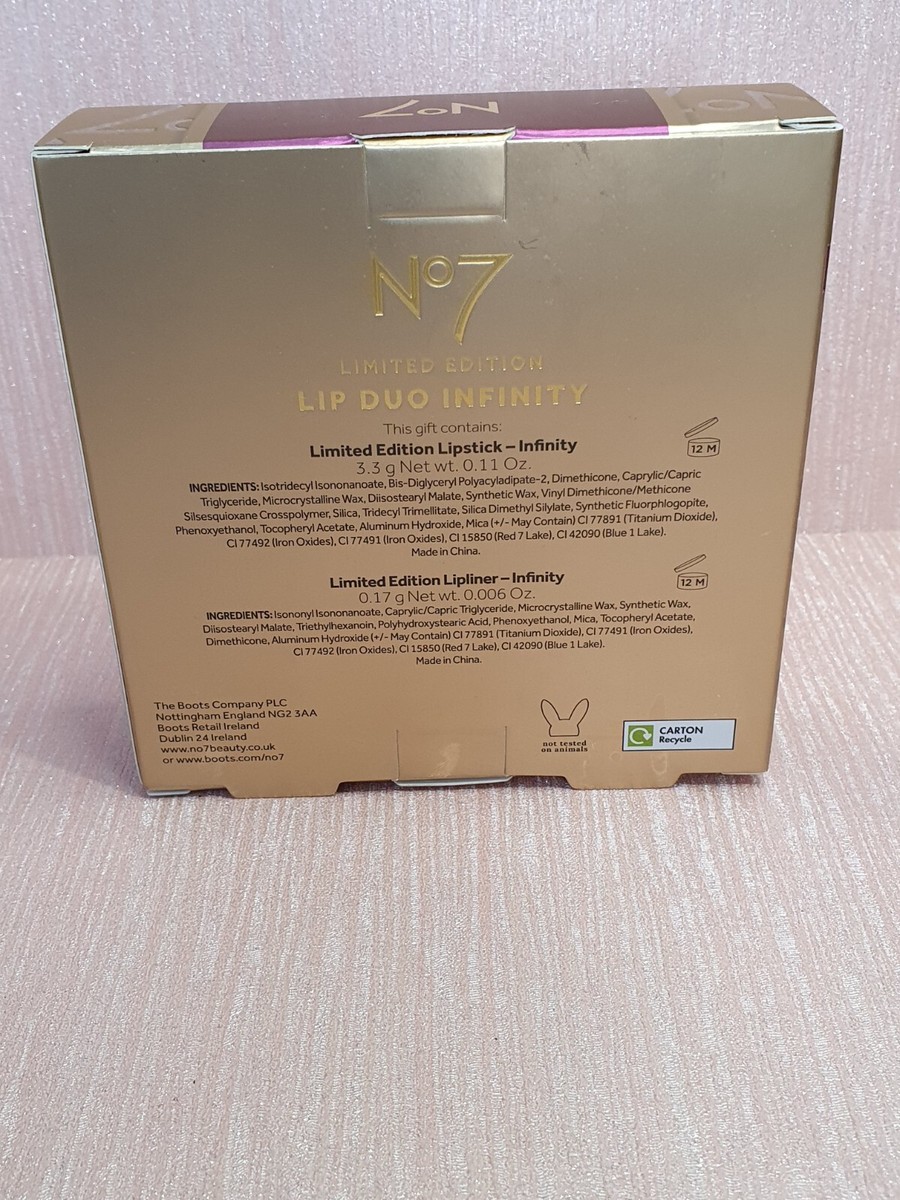 No7
No7
No7
LIMITED EDITION
LIP DUO INFINITY
This gift contains:
Limited Edition Lipstick – Infinity
3.3 g Net wt. 0.11 Oz.
12 M
INGREDIENTS: Isotridecyl Isononanoate, Bis-Diglyceryl Polyacyladipate-2, Dimethicone, Caprylic/Capric
Triglyceride, Microcrystalline Wax, Diisostearyl Malate, Synthetic Wax, Vinyl Dimethicone/Methicone
Silsesquioxane Crosspolymer, Silica, Tridecyl Trimellitate, Silica Dimethyl Silylate, Synthetic Fluorphlogopite,
Phenoxyethanol, Tocopheryl Acetate, Aluminum Hydroxide, Mica (+/- May Contain) CI 77891 (Titanium Dioxide),
CI 77492 (Iron Oxides), CI 77491 (Iron Oxides), CI 15850 (Red 7 Lake), CI 42090 (Blue 1 Lake).
Made in China.
Limited Edition Lipliner – Infinity
0.17 g Net wt. 0.006 Oz.
12 M
INGREDIENTS: Isononyl Isononanoate, Caprylic/Capric Triglyceride, Microcrystalline Wax, Synthetic Wax,
Diisostearyl Malate, Triethylhexanoin, Polyhydroxystearic Acid, Phenoxyethanol, Mica, Tocopheryl Acetate,
Dimethicone, Aluminum Hydroxide (+/- May Contain) CI 77891 (Titanium Dioxide), CI 77491 (Iron Oxides),
CI 77492 (Iron Oxides), CI 15850 (Red 7 Lake), CI 42090 (Blue 1 Lake).
Made in China.
The Boots Company PLC
Nottingham England NG2 3AA
Boots Retail Ireland
Dublin 24 Ireland
www.no7beauty.co.uk
or www.boots.com/no7
not tested
on animals
CARTON
Recycle